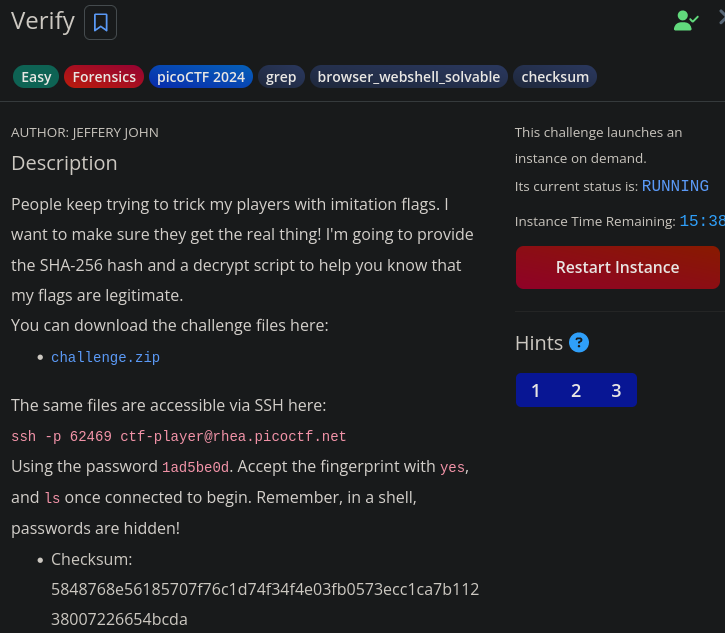 Verify
Easy Forensics picoCTF 2024 grep browser_webshell_solvable checksum
AUTHOR: JEFFERY JOHN
Description
People keep trying to trick my players with imitation flags. I
want to make sure they get the real thing! I'm going to provide
the SHA-256 hash and a decrypt script to help you know that
my flags are legitimate.
You can download the challenge files here:
• challenge.zip
The same files are accessible via SSH here:
ssh -p 62469 ctf-player@rhea.picoctf.net
Using the password 1ad5be0d. Accept the fingerprint with yes,
and ls once connected to begin. Remember, in a shell,
passwords are hidden!
• Checksum:
5848768e56185707f76c1d74f34f4e03fb0573ecc1ca7b112
38007226654bcda
This challenge launches an
instance on demand.
Its current status is: RUNNING
Instance Time Remaining: 15:38
Restart Instance
Hints ?
1 2 3